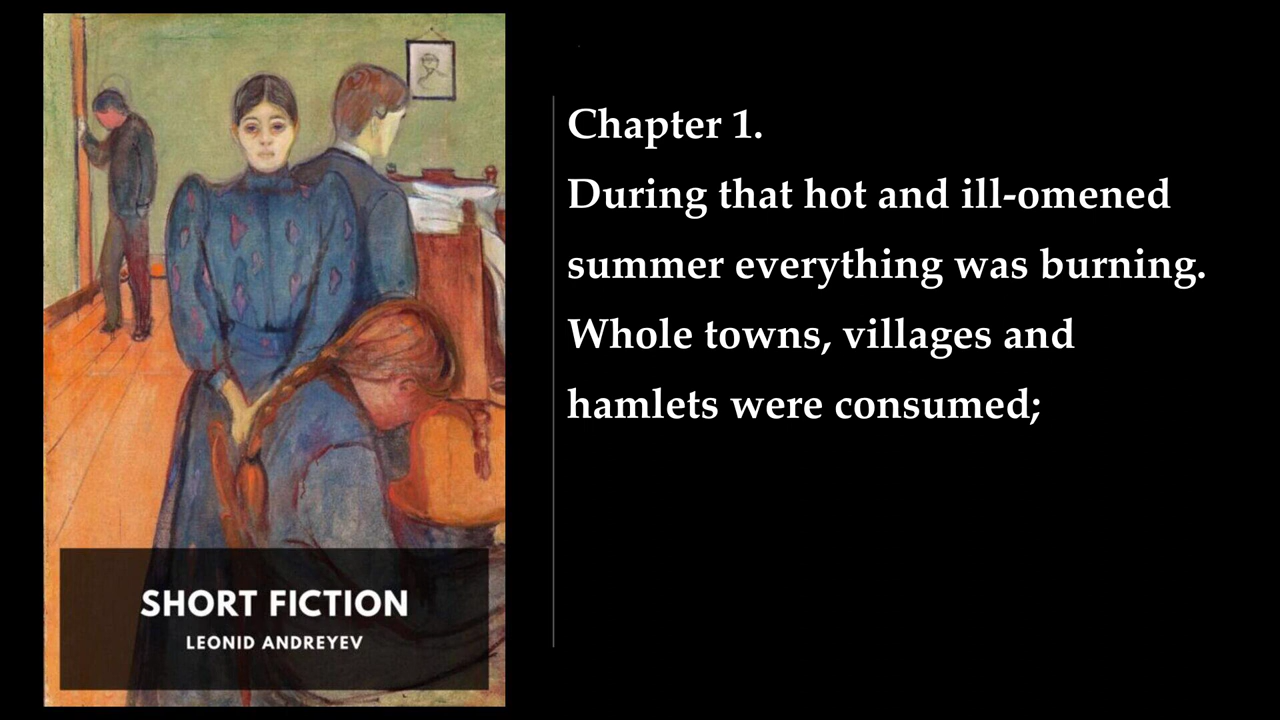 SHORT FICTION
LEONID ANDREYEV
Chapter 1.
During that hot and ill-omened
summer everything was burning.
Whole towns, villages and
hamlets were consumed;